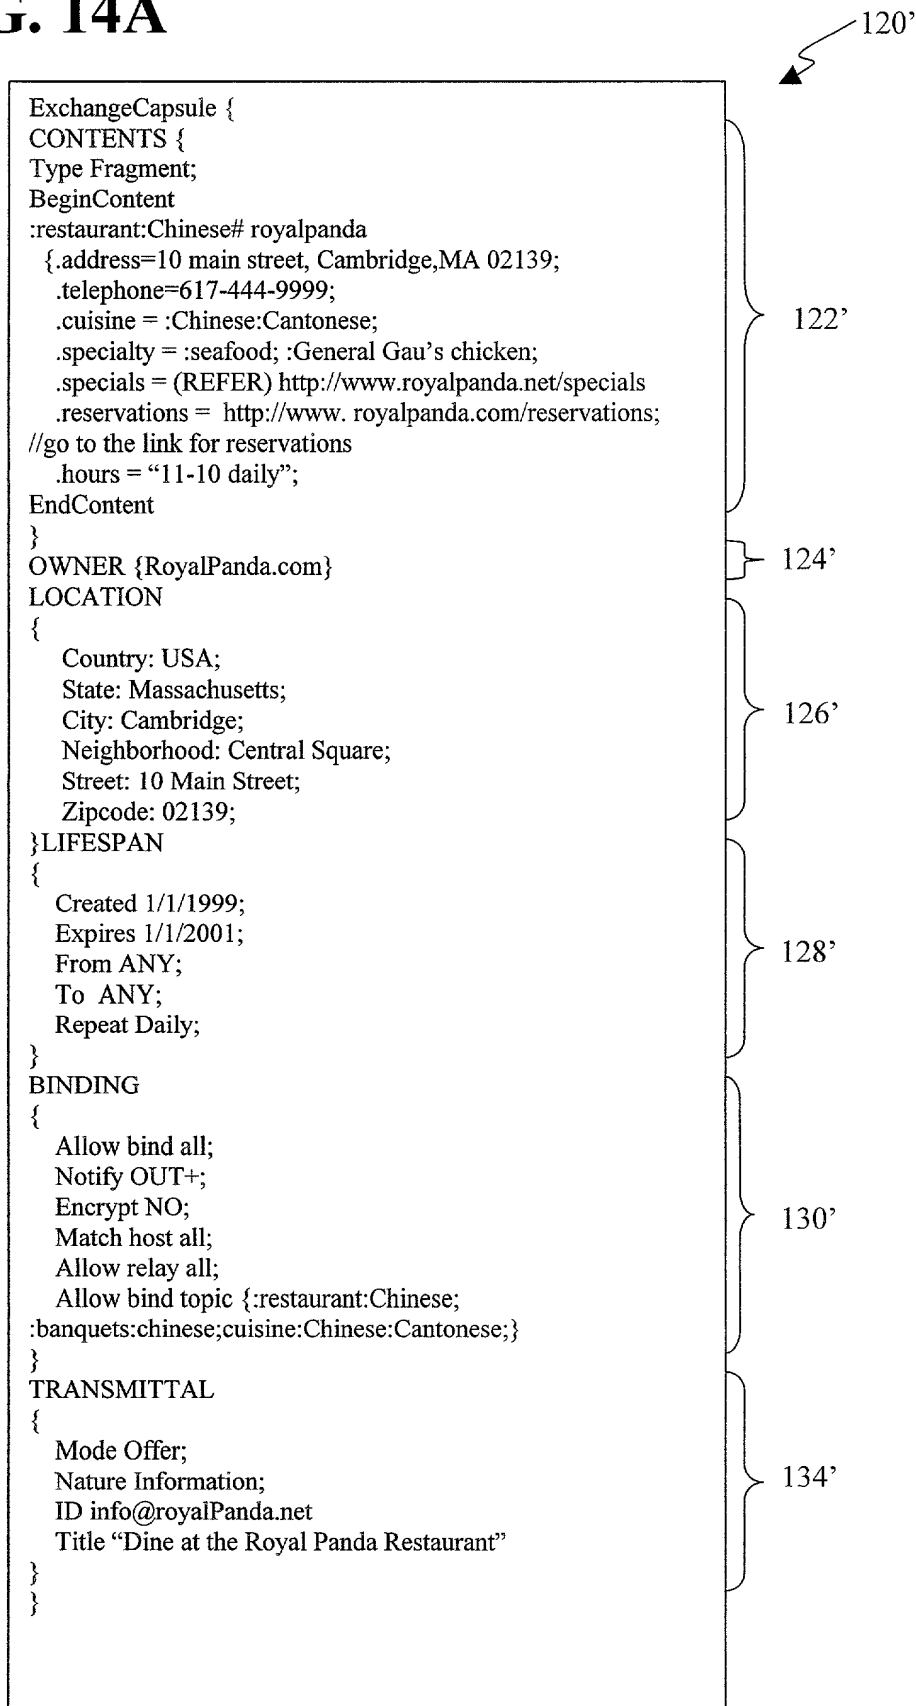 G. 14A
120'
ExchangeCapsule {
CONTENTS {
Type Fragment;
BeginContent
:restaurant:Chinese# royalpanda
{.address=10 main street, Cambridge,MA 02139;
.telephone=617-444-9999;
.cuisine = :Chinese:Cantonese;
.specialty = :seafood; :General Gau's chicken;
.specials = (REFER) http://www.royalpanda.net/specials
.reservations = http://www. royalpanda.com/reservations;
//go to the link for reservations
.hours = “11-10 daily”;
EndContent
}
122'
OWNER {RoyalPanda.com}
124'
LOCATION
{
Country: USA;
State: Massachusetts;
City: Cambridge;
Neighborhood: Central Square;
Street: 10 Main Street;
Zipcode: 02139;
126'
}LIFESPAN
{
Created 1/1/1999;
Expires 1/1/2001;
From ANY;
To ANY;
Repeat Daily;
}
128'
BINDING
{
Allow bind all;
Notify OUT+;
Encrypt NO;
Match host all;
Allow relay all;
Allow bind topic {:restaurant:Chinese;
:banquets:chinese;cuisine:Chinese:Cantonese;}
}
130'
TRANSMITTAL
{
Mode Offer;
Nature Information;
ID info@royalPanda.net
Title “Dine at the Royal Panda Restaurant”
}
}
134'